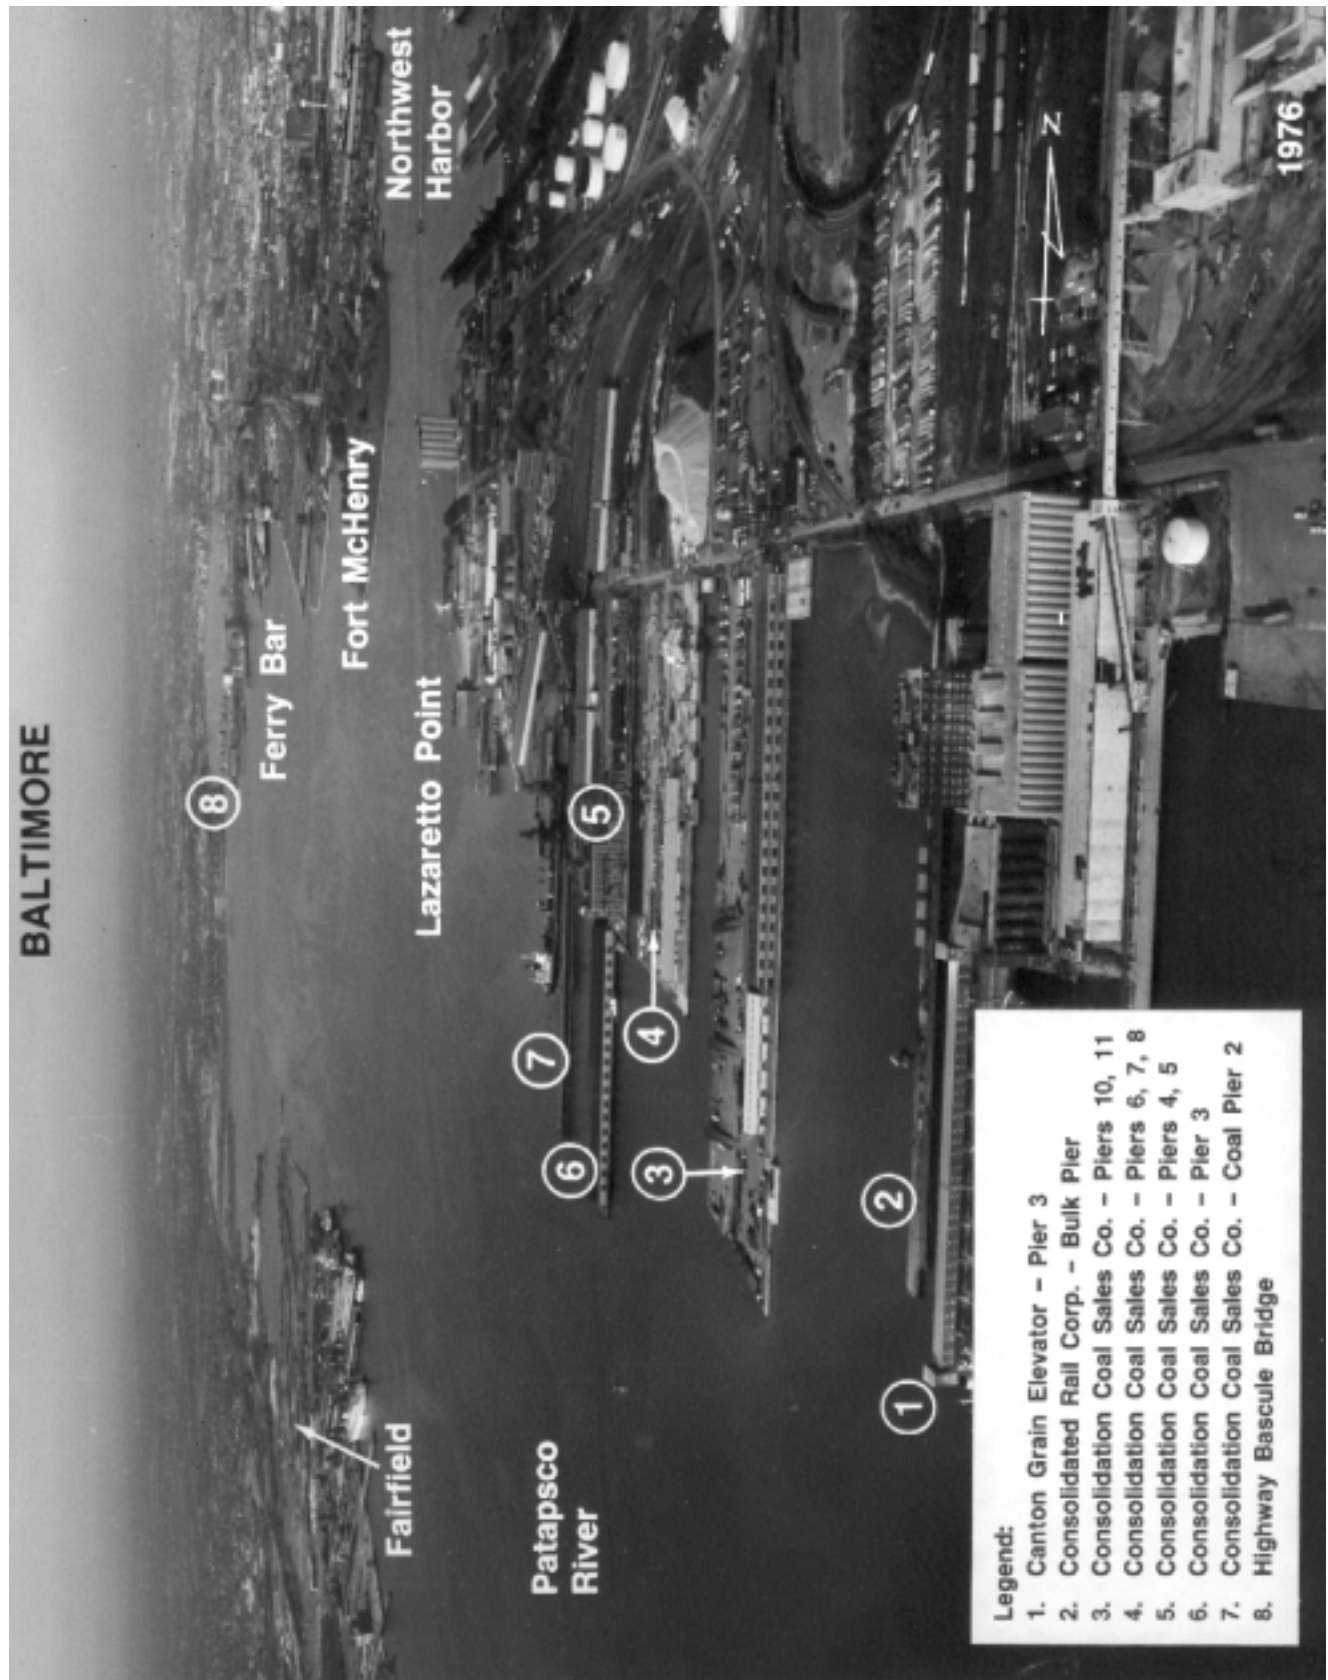 BALTIMORE
Northwest
Harbor
Fort McHenry
Ferry Bar
Lazaretto Point
Fairfield
Patapsco
River
8
5
7
4
6
3
2
1
N
1976
Legend:
1. Canton Grain Elevator – Pier 3
2. Consolidated Rail Corp. – Bulk Pier
3. Consolidation Coal Sales Co. – Piers 10, 11
4. Consolidation Coal Sales Co. – Piers 6, 7, 8
5. Consolidation Coal Sales Co. – Piers 4, 5
6. Consolidation Coal Sales Co. – Pier 3
7. Consolidation Coal Sales Co. – Coal Pier 2
8. Highway Bascule Bridge